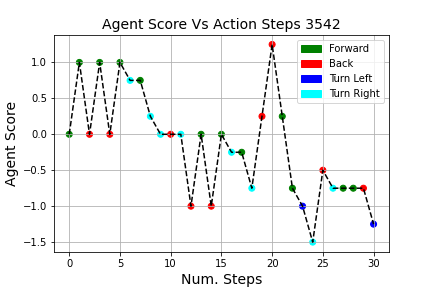 Agent Score Vs Action Steps 3542
Agent Score
1.0
0.5
0.0
−0.5
−1.0
−1.5
Forward
Back
Turn Left
Turn Right
0 5 10 15 20 25 30
Num. Steps